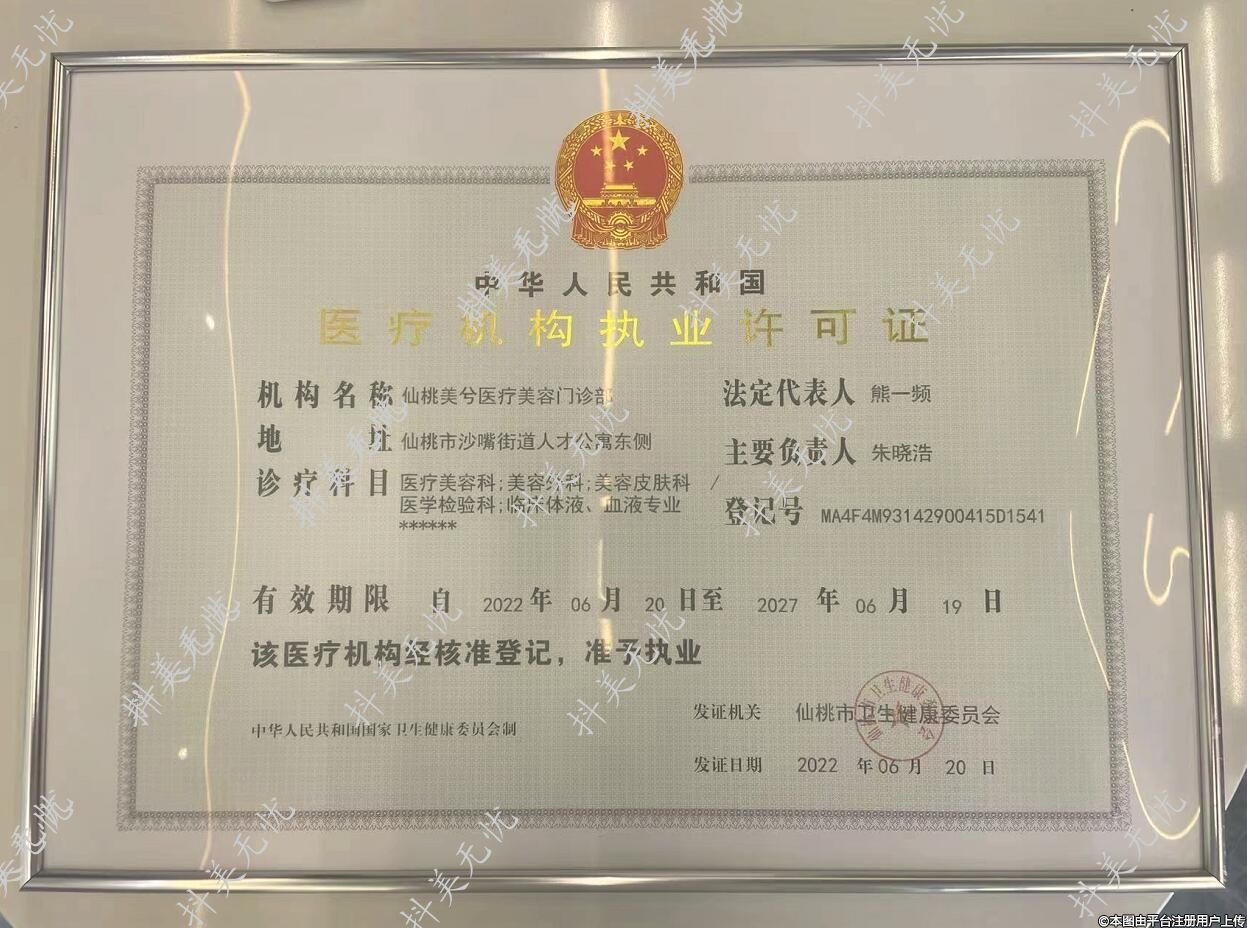 中华人民共和国
医疗机构执业许可证
机构名称 仙桃美兮医疗美容门诊部
法定代表人 熊一频
地 址 仙桃市沙嘴街道人才公寓东侧
主要负责人 朱晓浩
诊疗科目 医疗美容科;美容外科;美容皮肤科 /
医学检验科;临床体液、血液专业
******
登记号 MA4F4M93142900415D1541
有效期限 自 2022 年 06 月 20 日至 2027 年 06 月 19 日
该医疗机构经核准登记，准予执业
中华人民共和国国家卫生健康委员会制
发证机关 仙桃市卫生健康委员会
发证日期 2022 年 06 月 20 日
抖美无忧
©本图由平台注册用户上传